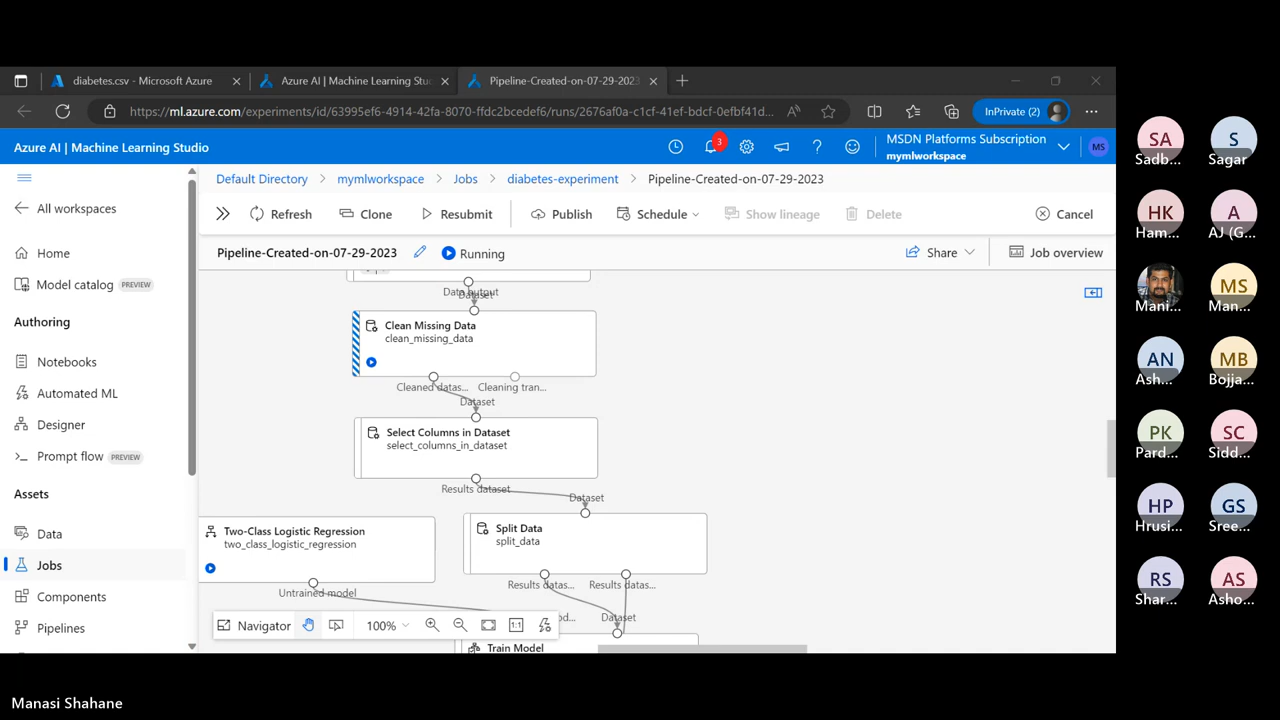 diabetes.csv - Microsoft Azure
Azure AI | Machine Learning Stu
Pipeline-Created-on-07-29-2023
https://ml.azure.com/experiments/id/63995ef6-4914-42fa-8070-ffdc2bcedef6/runs/2676af0a-c1cf-41ef-bdcf-0efbf41d...
InPrivate (2)
Azure AI | Machine Learning Studio
3
MSDN Platforms Subscription
mymlworkspace
MS
All workspaces
Home
Model catalog PREVIEW
Authoring
Notebooks
Automated ML
Designer
Prompt flow PREVIEW
Assets
Data
Jobs
Components
Pipelines
Default Directory > mymlworkspace > Jobs > diabetes-experiment > Pipeline-Created-on-07-29-2023
Refresh Clone Resubmit Publish Schedule Show lineage Delete Cancel
Pipeline-Created-on-07-29-2023 Running Share Job overview
Data output
Dataset
Clean Missing Data
clean_missing_data
Cleaned datas... Cleaning tran...
Dataset
Select Columns in Dataset
select_columns_in_dataset
Results dataset
Dataset
Two-Class Logistic Regression
two_class_logistic_regression
Untrained model
Split Data
split_data
Results datas... Results datas...
od...
Dataset
Navigator 100% 1:1
Train Model
SA
Sadb...
S
Sagar
HK
Ham...
A
AJ (G...
Mani...
MS
Man...
AN
Ash...
MB
Bojja...
PK
Pard...
SC
Sidd...
HP
Hrusi...
GS
Sree...
RS
Shar...
AS
Asho...
Manasi Shahane